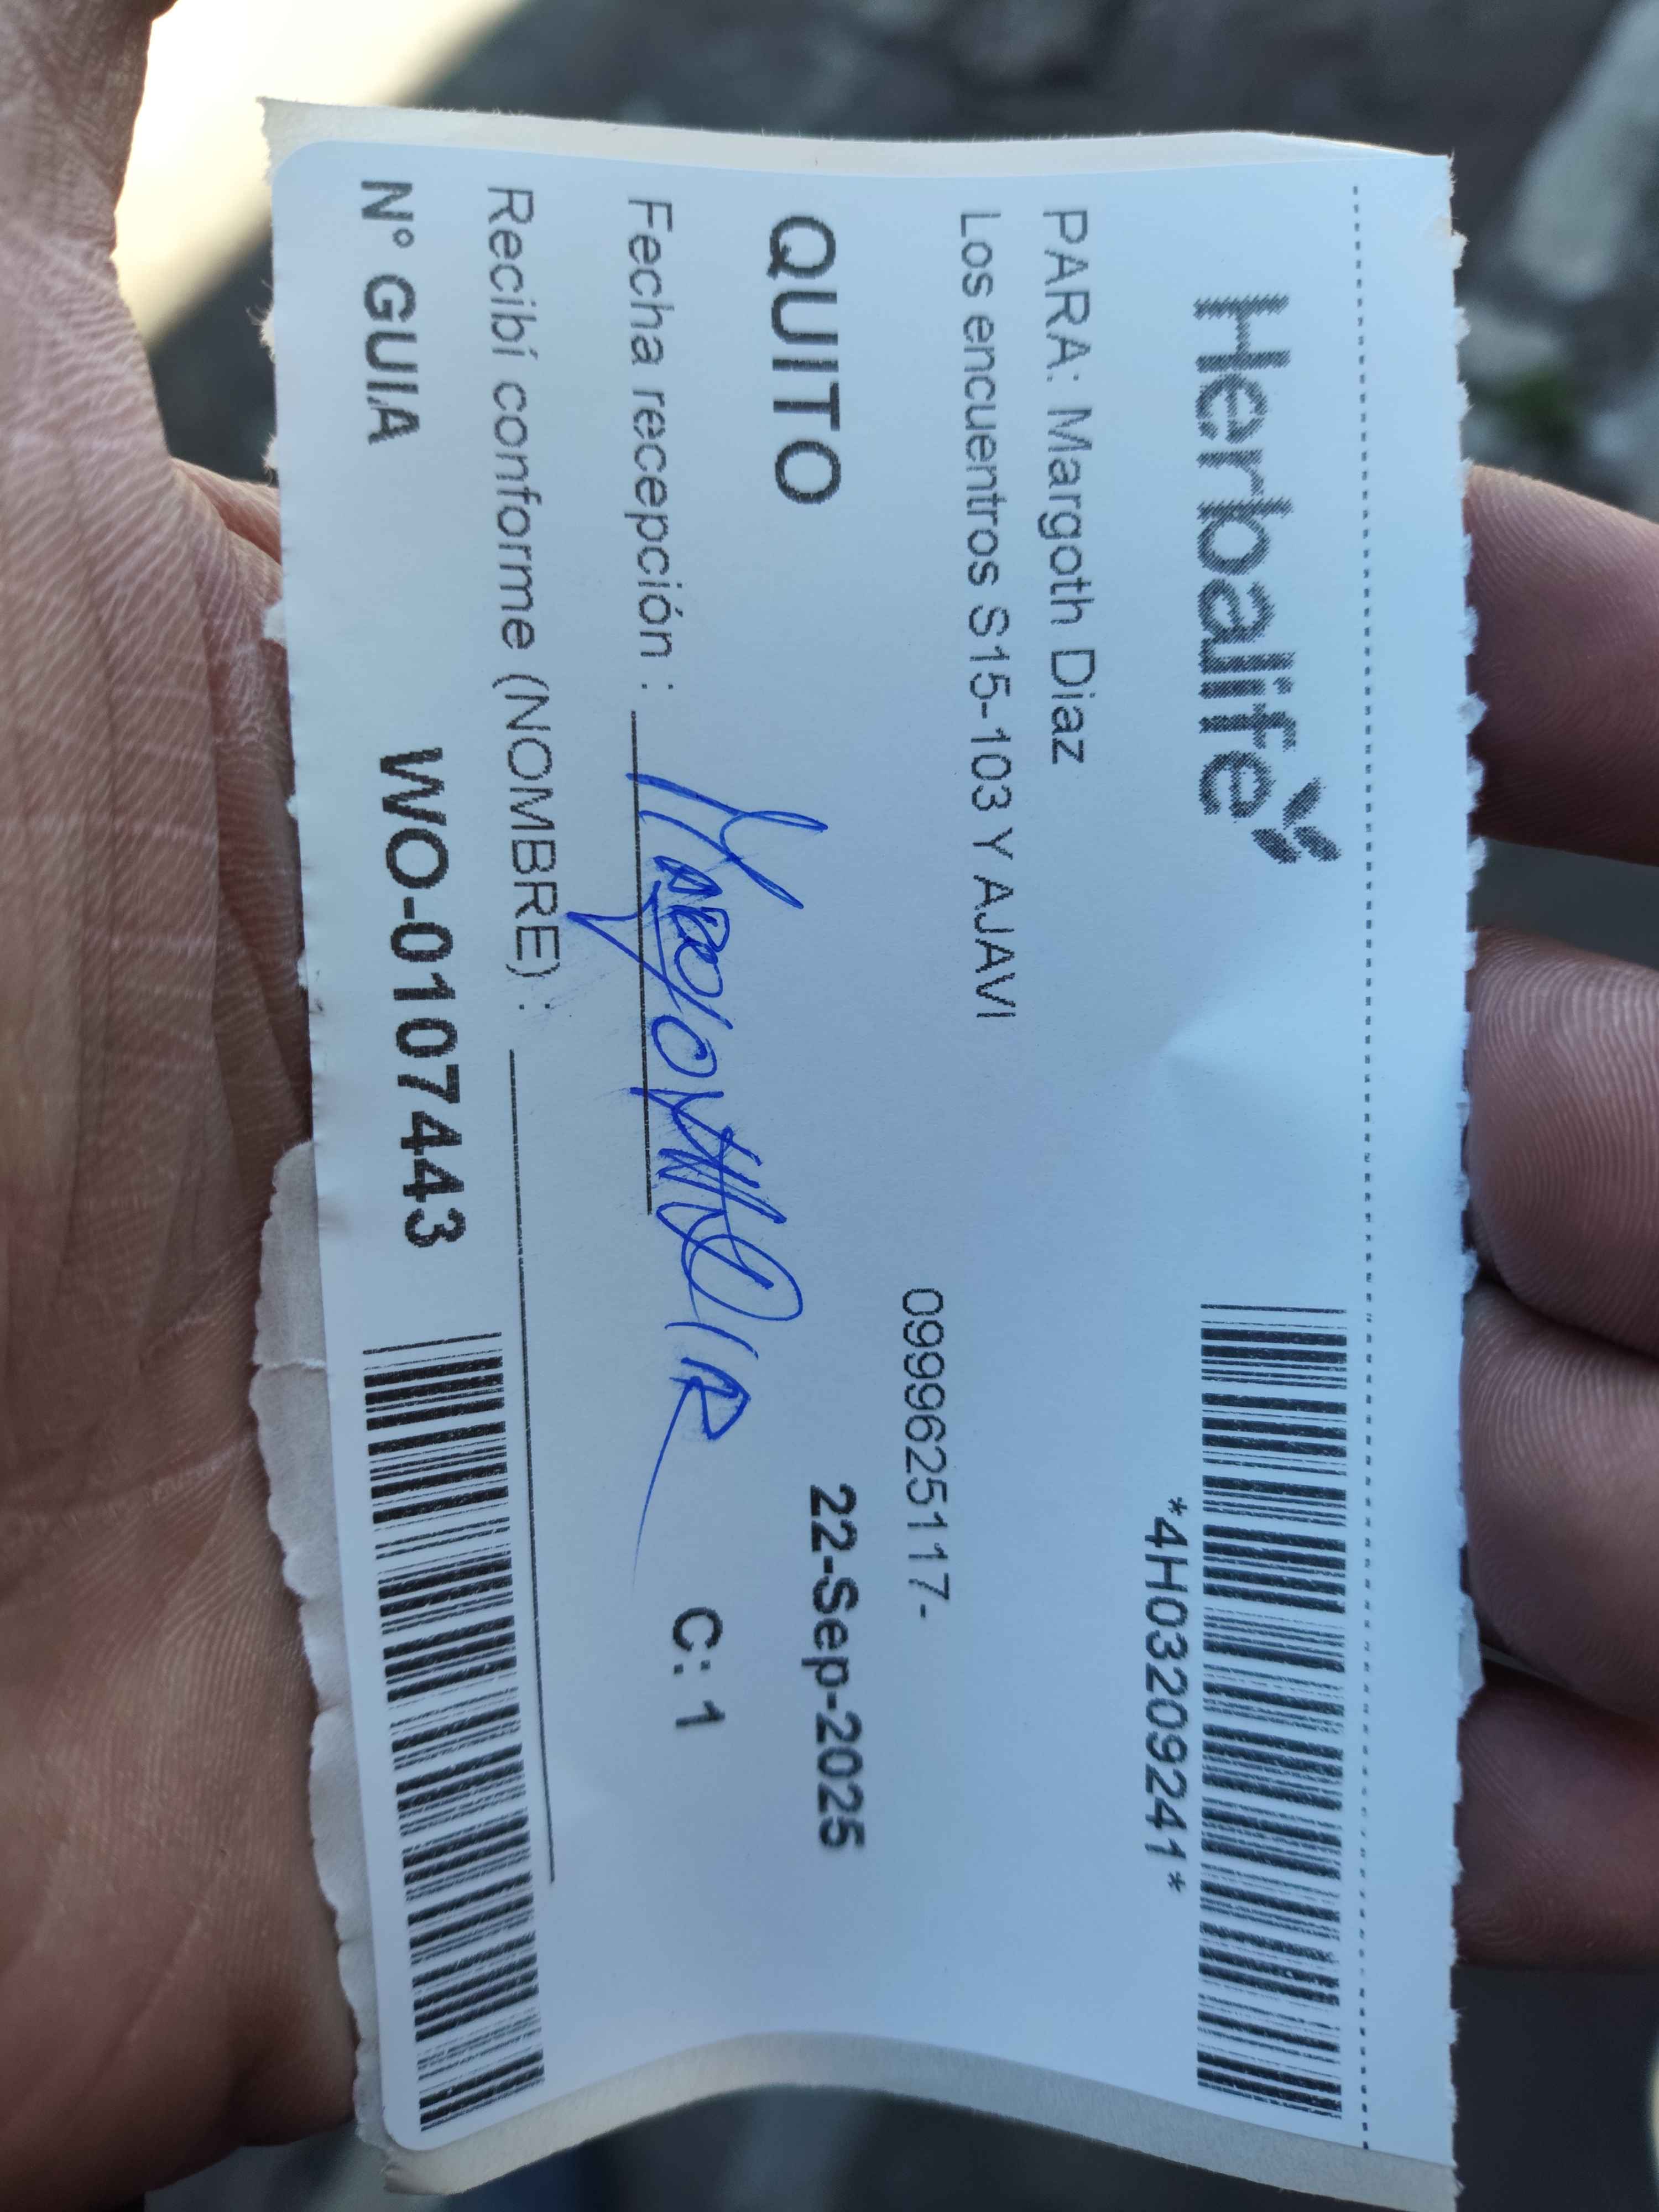 Herbalife
*4H03209241*
PARA: Margoth Diaz
Los encuentros S15-103 Y AJAVI
0999625117-
QUITO
22-Sep-2025
Fecha recepción :
C: 1
Recibí conforme (NOMBRE) :
N° GUIA WO-0107443